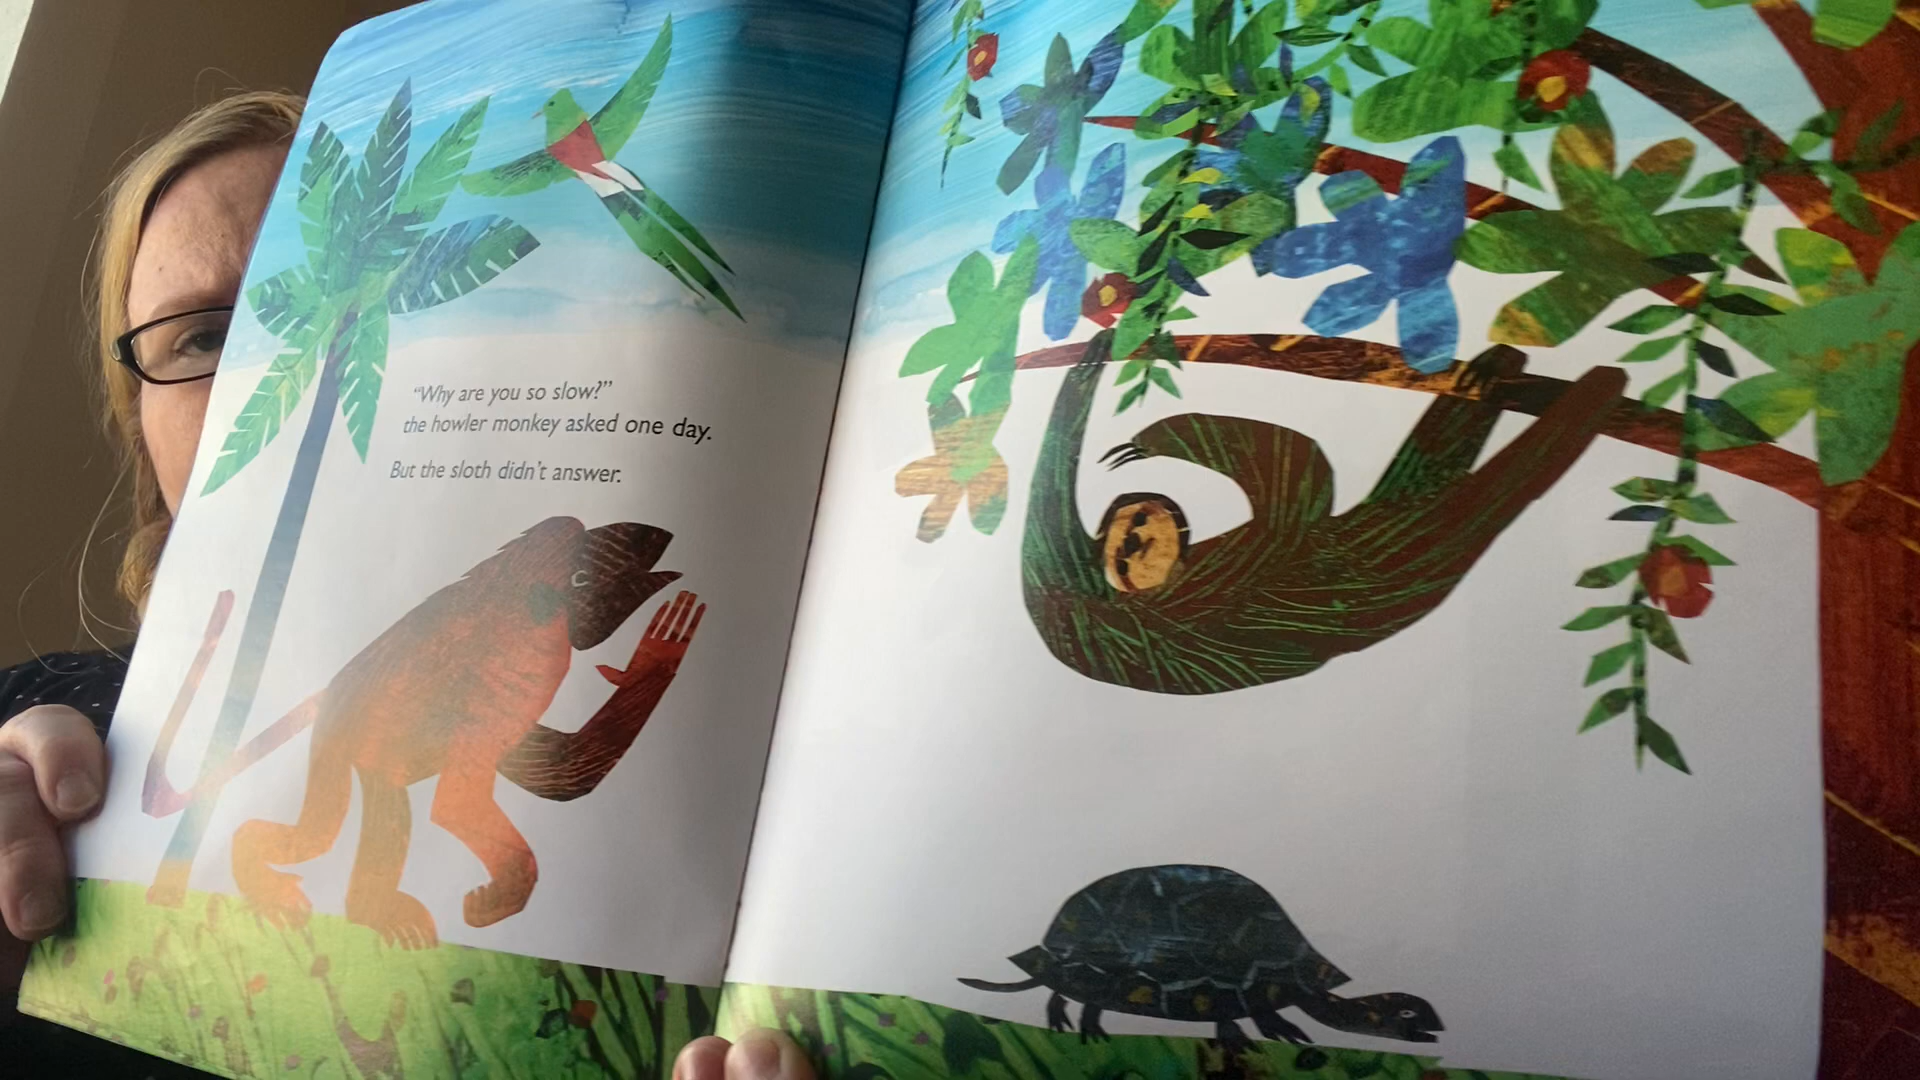 “Why are you so slow?”
the howler monkey asked one day.
But the sloth didn’t answer.